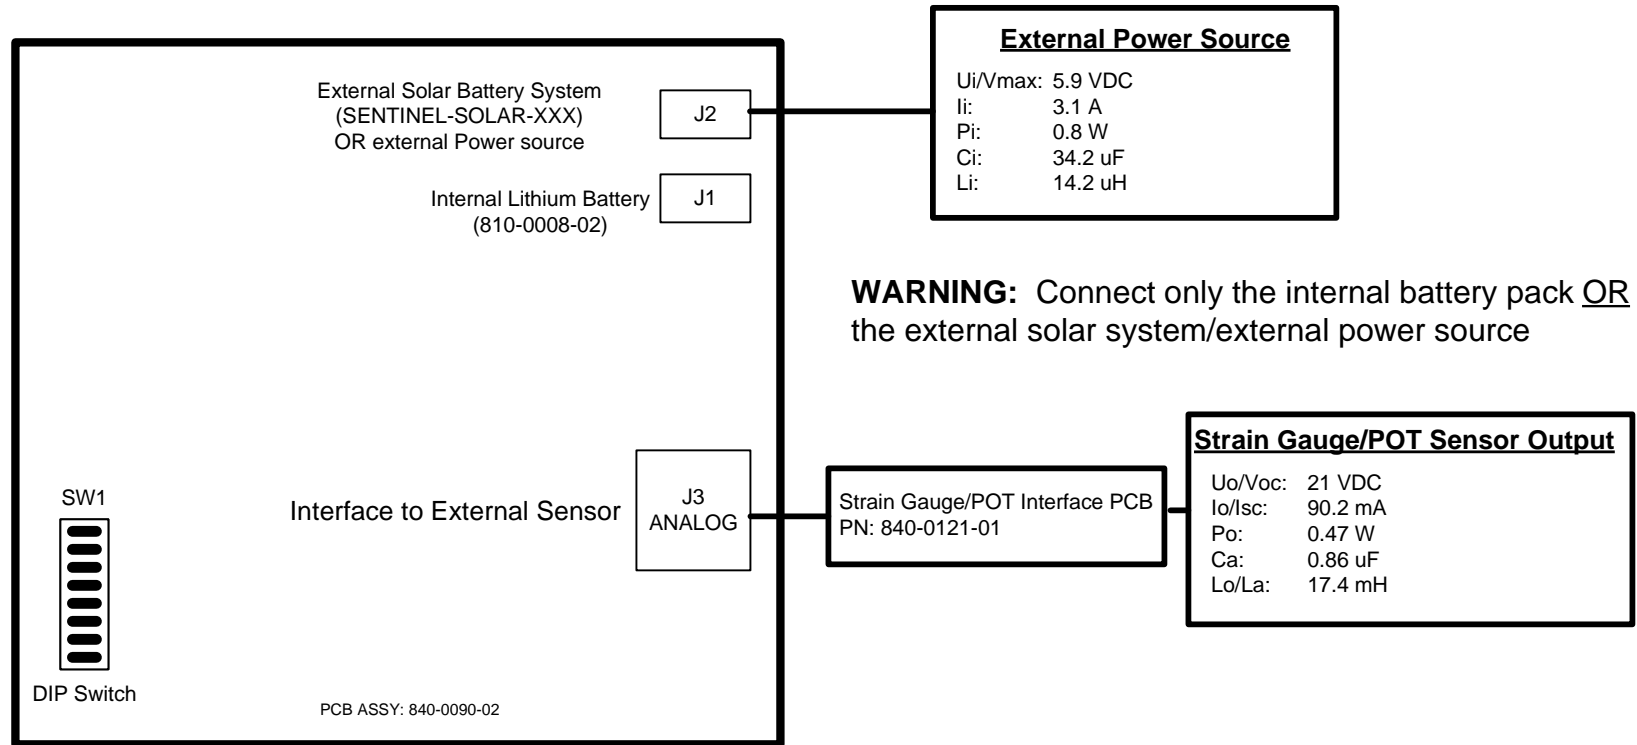 External Solar Battery System
(SENTINEL-SOLAR-XXX)
OR external Power source
J2
Internal Lithium Battery
(810-0008-02)
J1
External Power Source
Ui/Vmax: 5.9 VDC
Ii: 3.1 A
Pi: 0.8 W
Ci: 34.2 uF
Li: 14.2 uH
WARNING: Connect only the internal battery pack OR
the external solar system/external power source
Interface to External Sensor
J3
ANALOG
Strain Gauge/POT Interface PCB
PN: 840-0121-01
Strain Gauge/POT Sensor Output
Uo/Voc: 21 VDC
Io/Isc: 90.2 mA
Po: 0.47 W
Ca: 0.86 uF
Lo/La: 17.4 mH
SW1
DIP Switch
PCB ASSY: 840-0090-02